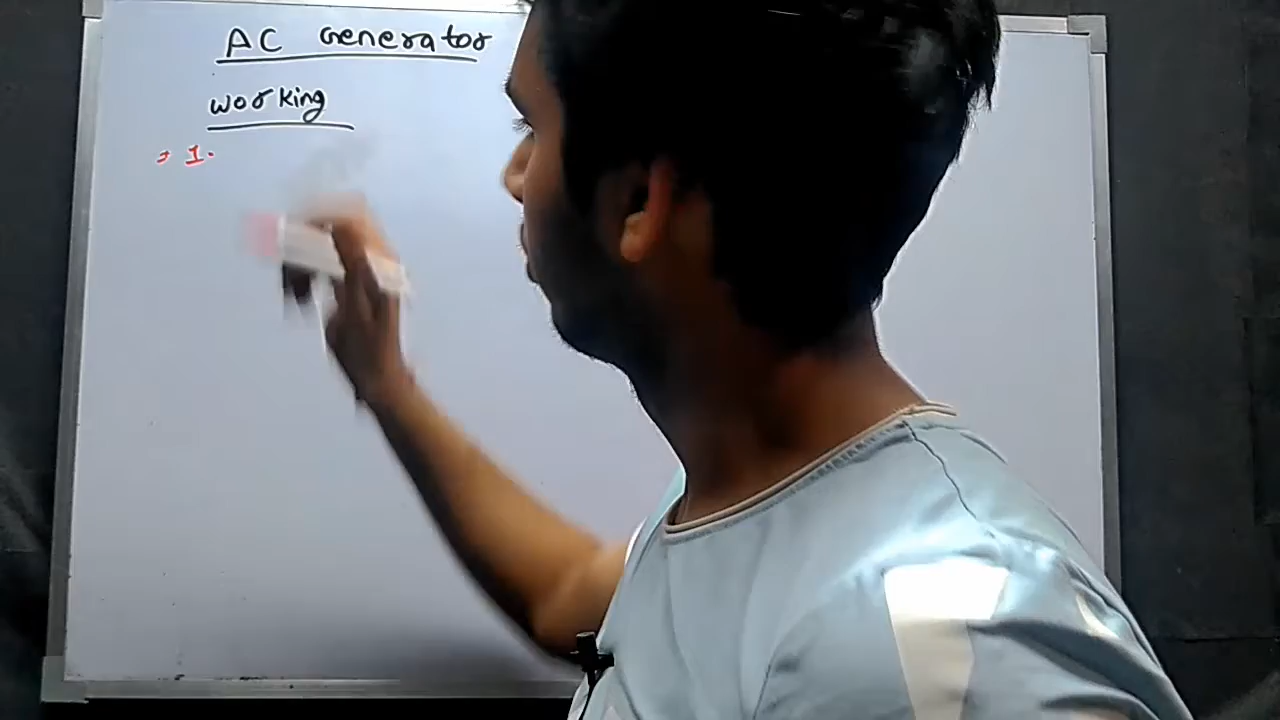 AC Generator
working
→ 1.